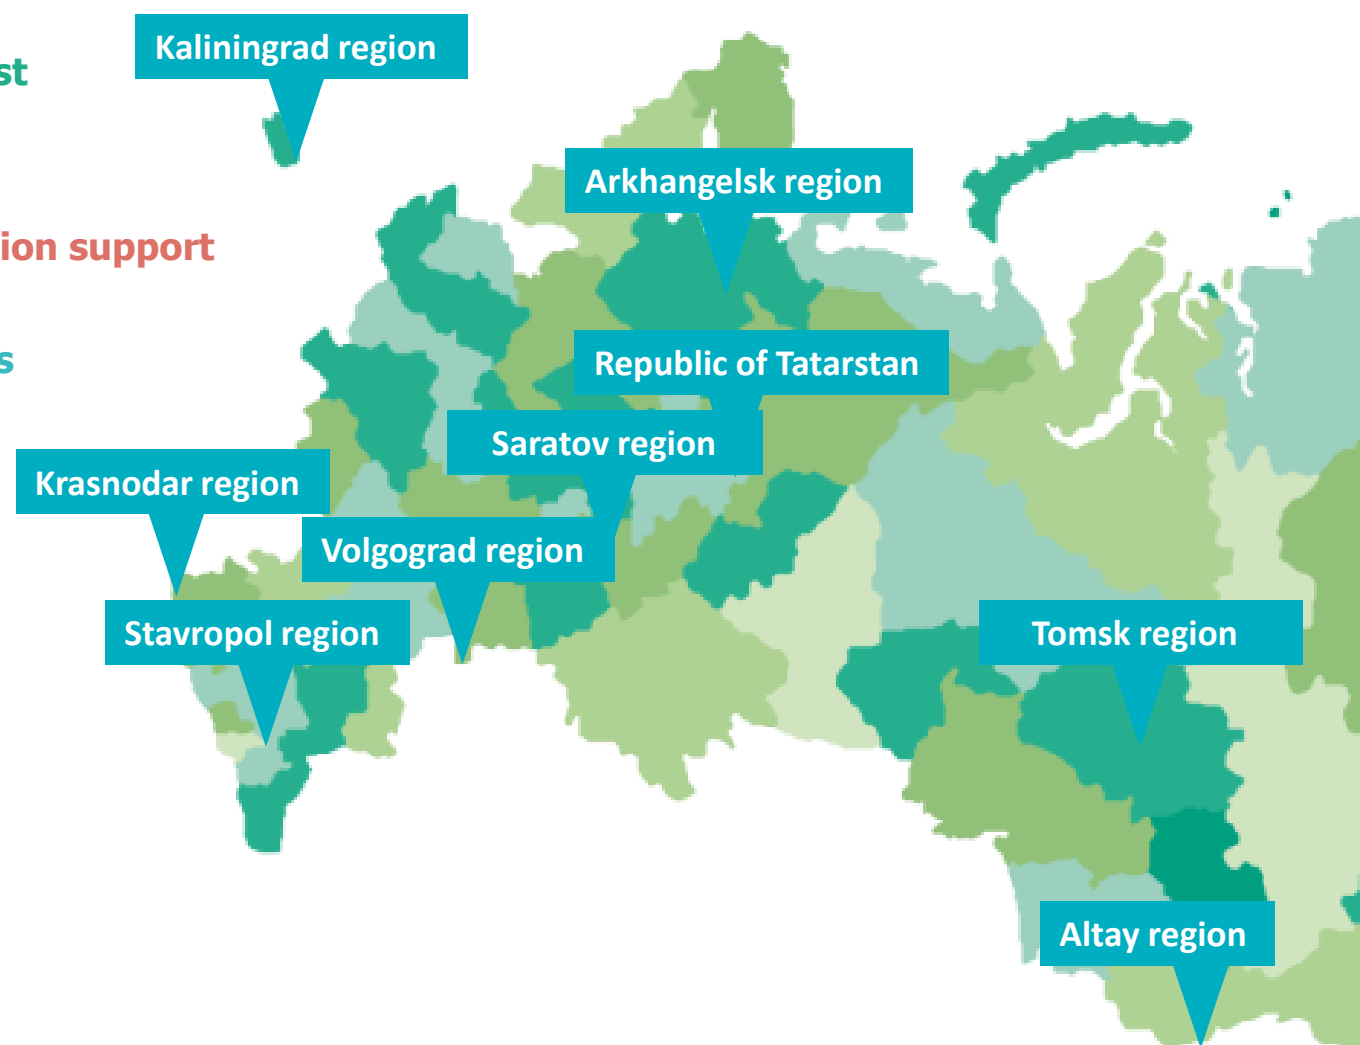 Kaliningrad region
st
Arkhangelsk region
ion support
Republic of Tatarstan
s
Saratov region
Krasnodar region
Volgograd region
Stavropol region
Tomsk region
Altay region